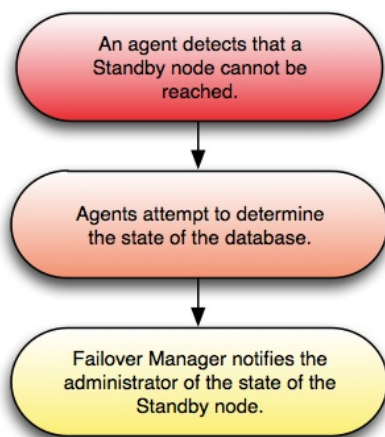 An agent detects that a
Standby node cannot be
reached.
Agents attempt to determine
the state of the database.
Failover Manager notifies the
administrator of the state of the
Standby node.